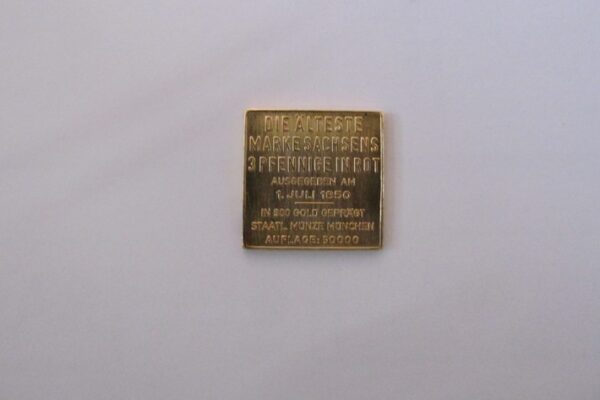 DIE ÄLTESTE
MARKE SACHSENS
3 PFENNIGE IN ROT
AUSGEGEBEN AM
1. JULI 1850
IN 900 GOLD GEPRÄGT
STAATL. MÜNZE MÜNCHEN
AUFLAGE: 50000